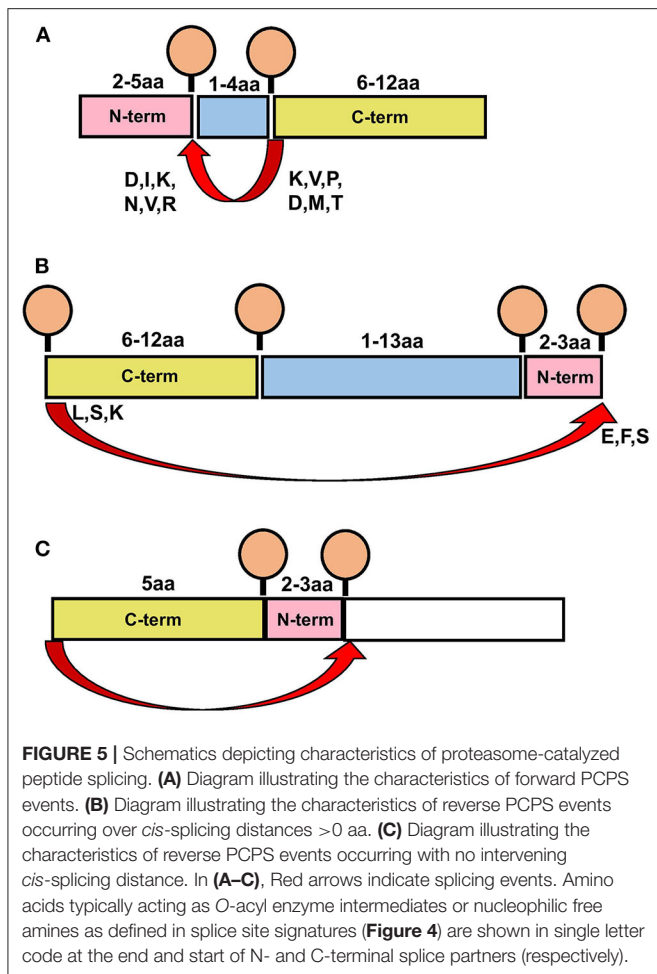 A
2-5aa 1-4aa 6-12aa
N-term C-term
D,I,K, K,V,P,
N,V,R D,M,T
B
6-12aa 1-13aa 2-3aa
C-term N-term
L,S,K
E,F,S
C
5aa 2-3aa
C-term N-term
FIGURE 5 | Schematics depicting characteristics of proteasome-catalyzed
peptide splicing. (A) Diagram illustrating the characteristics of forward PCPS
events. (B) Diagram illustrating the characteristics of reverse PCPS events
occurring over cis-splicing distances >0 aa. (C) Diagram illustrating the
characteristics of reverse PCPS events occurring with no intervening
cis-splicing distance. In (A–C), Red arrows indicate splicing events. Amino
acids typically acting as O-acyl enzyme intermediates or nucleophilic free
amines as defined in splice site signatures (Figure 4) are shown in single letter
code at the end and start of N- and C-terminal splice partners (respectively).